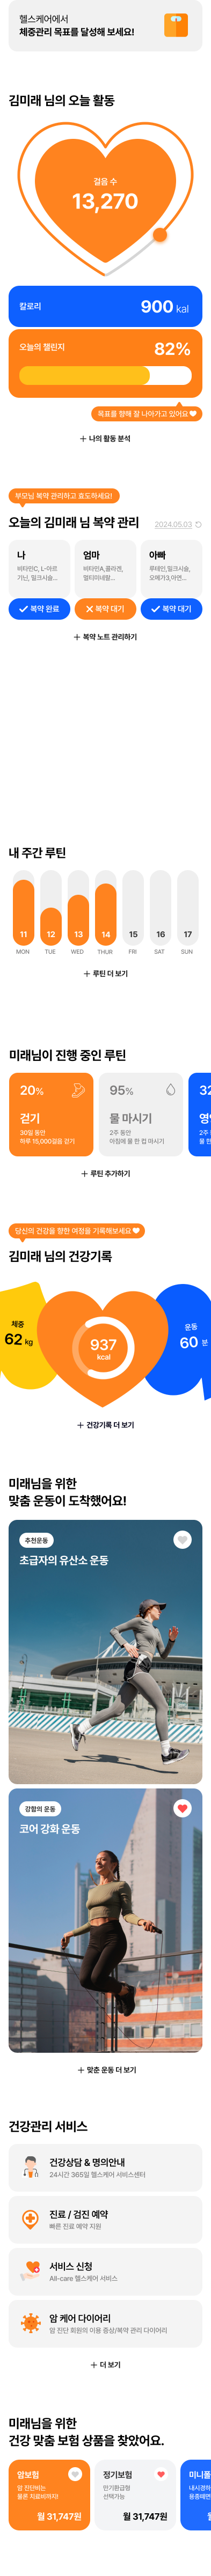 헬스케어에서
체중관리 목표를 달성해 보세요!
김미래 님의 오늘 활동
걸음 수
13,270
칼로리
900 kal
오늘의 챌린지
82%
목표를 향해 잘 나아가고 있어요
+ 나의 활동 분석
부모님 복약 관리하고 효도하세요!
오늘의 김미래 님 복약 관리
2024.05.03
나
비타민C, L-아르
기닌, 밀크시슬...
복약 완료
엄마
비타민A,콜라겐,
멀티미네랄...
복약 대기
아빠
루테인,밀크시슬,
오메가3,아연...
복약 대기
+ 복약 노트 관리하기
내 주간 루틴
11 12 13 14 15 16 17
MON TUE WED THUR FRI SAT SUN
+ 루틴 더 보기
미래님이 진행 중인 루틴
20%
걷기
30일 동안
하루 15,000걸음 걷기
95%
물 마시기
2주 동안
아침에 물 한 컵 마시기
32
영양
2주
물 한
+ 루틴 추가하기
당신의 건강을 향한 여정을 기록해보세요
김미래 님의 건강기록
체중
62 kg
937
kcal
운동
60 분
+ 건강기록 더 보기
미래님을 위한
맞춤 운동이 도착했어요!
추천운동
초급자의 유산소 운동
강함의 운동
코어 강화 운동
+ 맞춘 운동 더 보기
건강관리 서비스
건강상담 & 명의안내
24시간 365일 헬스케어 서비스센터
진료 / 검진 예약
빠른 진료 예약 지원
서비스 신청
All-care 헬스케어 서비스
암 케어 다이어리
암 진단 회원의 이용 증상/복약 관리 다이어리
+ 더 보기
미래님을 위한
건강 맞춤 보험 상품을 찾았어요.
암보험
암 진단비는
물론 치료비까지!
월 31,747원
정기보험
만기환급형
선택가능
월 31,747원
미니폴
내시경하
용종떼면